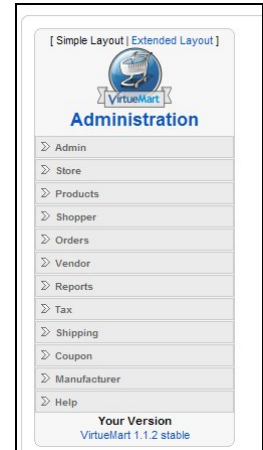 [ Simple Layout | Extended Layout ]
VirtueMart
Administration
Admin
Store
Products
Shopper
Orders
Vendor
Reports
Tax
Shipping
Coupon
Manufacturer
Help
Your Version
VirtueMart 1.1.2 stable